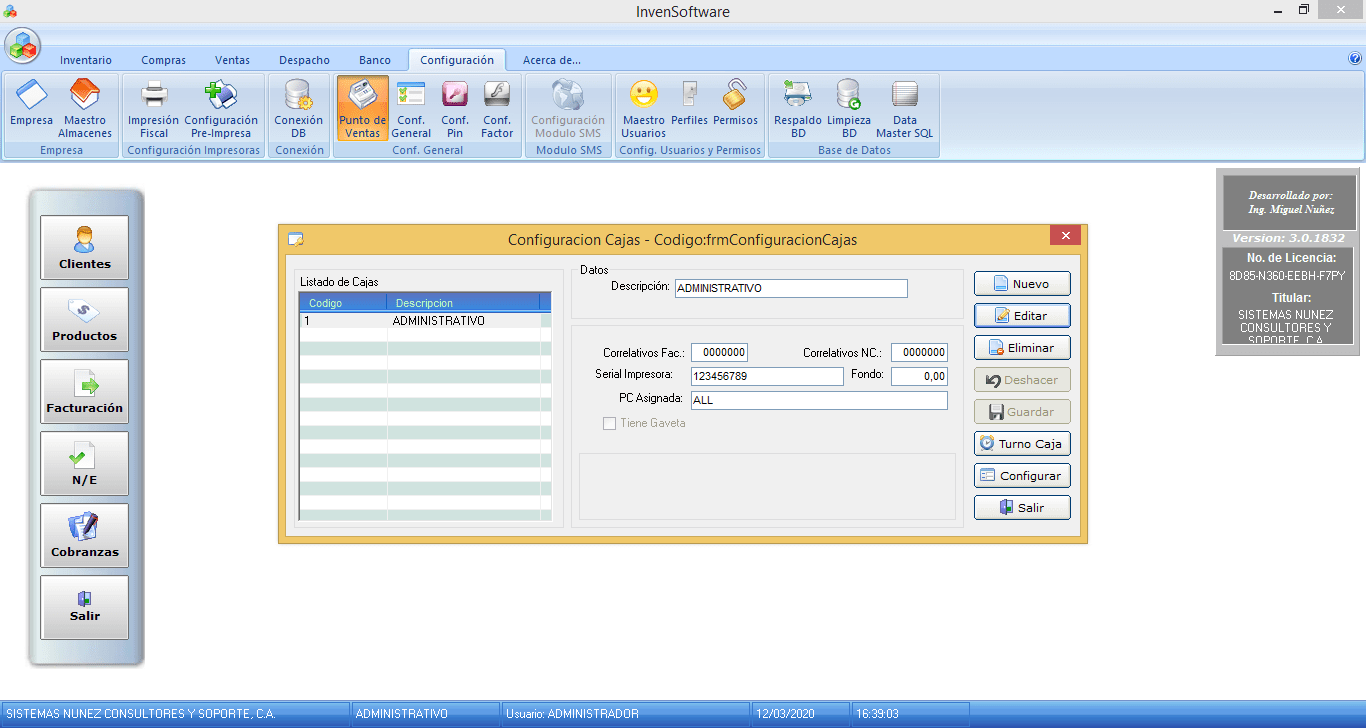 InvenSoftware
Inventario Compras Ventas Despacho Banco Configuración Acerca de...
Empresa
Maestro
Almacenes
Empresa
Impresión
Fiscal
Configuración
Pre-Impresa
Configuración Impresoras
Conexión
DB
Conexión
Punto de
Ventas
Conf.
General
Conf.
Pin
Conf.
Factor
Conf. General
Configuración
Modulo SMS
Modulo SMS
Maestro
Usuarios
Perfiles
Permisos
Config. Usuarios y Permisos
Respaldo
BD
Limpieza
BD
Data
Master SQL
Base de Datos
Clientes
Productos
Facturación
N/E
Cobranzas
Salir
Configuracion Cajas - Codigo:frmConfiguracionCajas
Listado de Cajas
Codigo Descripcion
1 ADMINISTRATIVO
Datos
Descripción: ADMINISTRATIVO
Correlativos Fac.: 0000000 Correlativos NC.: 0000000
Serial Impresora: 123456789 Fondo: 0,00
PC Asignada: ALL
Tiene Gaveta
Nuevo
Editar
Eliminar
Deshacer
Guardar
Turno Caja
Configurar
Salir
Desarrollado por:
Ing. Miguel Nuñez
Version: 3.0.1832
No. de Licencia:
8D85-N360-EEBH-F7PY
Titular:
SISTEMAS NUNEZ
CONSULTORES Y
SOPORTE, C.A.
SISTEMAS NUNEZ CONSULTORES Y SOPORTE, C.A. ADMINISTRATIVO Usuario: ADMINISTRADOR 12/03/2020 16:39:03